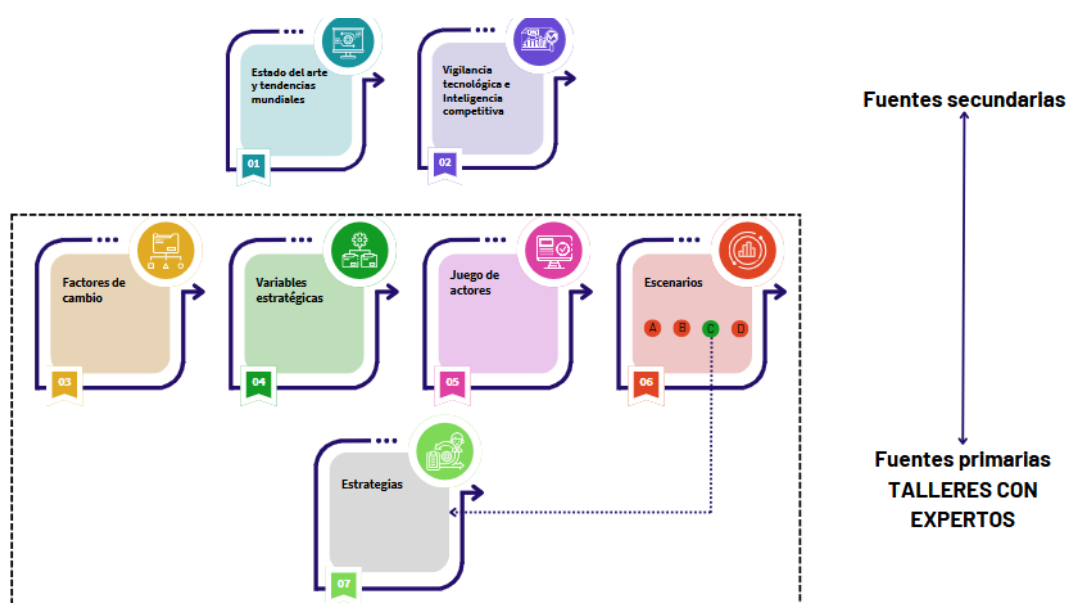 Estado del arte
y tendencias
mundiales
01
Vigilancia
tecnológica e
Inteligencia
competitiva
02
Fuentes secundarias
Factores de
cambio
03
Variables
estratégicas
04
Juego de
actores
05
Escenarios
A B C D
06
Estrategias
07
Fuentes primarias
TALLERES CON
EXPERTOS